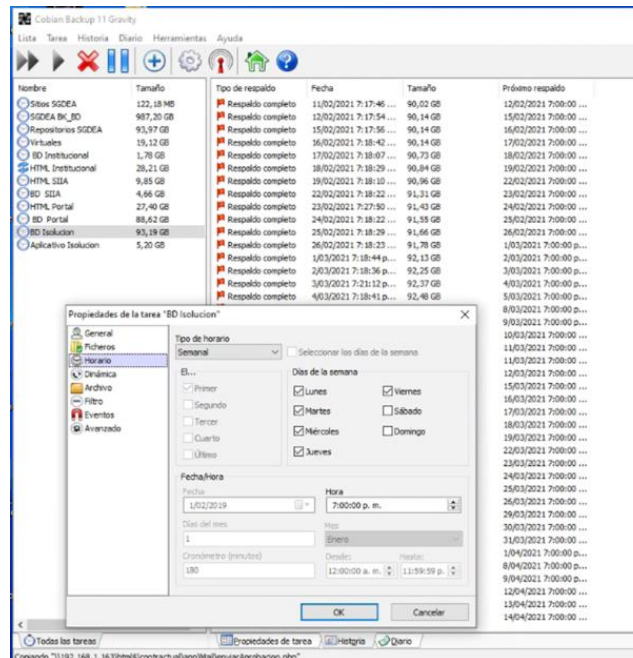 Cobian Backup 11 Gravity
Lista Tarea Historia Diario Herramientas Ayuda
Nombre Tamaño
Sitios SGDEA 122,18 MB
SGDEA BK_BD 987,20 GB
Repositorios SGDEA 93,97 GB
Virtuales 19,12 GB
BD Institucional 1,78 GB
HTML Institucional 28,21 GB
HTML SIIA 9,85 GB
BD SIIA 4,66 GB
HTML Portal 27,40 GB
BD Portal 88,62 GB
BD Isolucion 93,19 GB
Aplicativo Isolucion 5,20 GB
Tipo de respaldo Fecha Tamaño Próximo respaldo
Respaldo completo 11/02/2021 7:17:46 ... 90,02 GB 12/02/2021 7:00:00 ...
Respaldo completo 12/02/2021 7:17:54 ... 90,14 GB 15/02/2021 7:00:00 ...
Respaldo completo 15/02/2021 7:17:56 ... 90,14 GB 16/02/2021 7:00:00 ...
Respaldo completo 16/02/2021 7:18:42 ... 90,14 GB 17/02/2021 7:00:00 ...
Respaldo completo 17/02/2021 7:18:07 ... 90,73 GB 18/02/2021 7:00:00 ...
Respaldo completo 18/02/2021 7:18:29 ... 90,84 GB 19/02/2021 7:00:00 ...
Respaldo completo 19/02/2021 7:18:10 ... 90,96 GB 22/02/2021 7:00:00 ...
Respaldo completo 22/02/2021 7:18:22 ... 91,31 GB 23/02/2021 7:00:00 ...
Respaldo completo 23/02/2021 7:27:50 ... 91,43 GB 24/02/2021 7:00:00 ...
Respaldo completo 24/02/2021 7:18:22 ... 91,55 GB 25/02/2021 7:00:00 ...
Respaldo completo 25/02/2021 7:18:29 ... 91,66 GB 26/02/2021 7:00:00 ...
Respaldo completo 26/02/2021 7:18:23 ... 91,78 GB 1/03/2021 7:00:00 p...
Respaldo completo 1/03/2021 7:18:44 p... 92,13 GB 2/03/2021 7:00:00 p...
Respaldo completo 2/03/2021 7:18:36 p... 92,25 GB 3/03/2021 7:00:00 p...
Respaldo completo 3/03/2021 7:21:12 p... 92,37 GB 4/03/2021 7:00:00 p...
Respaldo completo 4/03/2021 7:18:41 p... 92,48 GB 5/03/2021 7:00:00 p...
8/03/2021 7:00:00 p...
9/03/2021 7:00:00 p...
10/03/2021 7:00:00 ...
11/03/2021 7:00:00 ...
11/03/2021 7:00:00 ...
12/03/2021 7:00:00 ...
15/03/2021 7:00:00 ...
16/03/2021 7:00:00 ...
17/03/2021 7:00:00 ...
18/03/2021 7:00:00 ...
19/03/2021 7:00:00 ...
22/03/2021 7:00:00 ...
23/03/2021 7:00:00 ...
24/03/2021 7:00:00 ...
25/03/2021 7:00:00 ...
26/03/2021 7:00:00 ...
29/03/2021 7:00:00 ...
30/03/2021 7:00:00 ...
31/03/2021 7:00:00 ...
1/04/2021 7:00:00 p...
8/04/2021 7:00:00 p...
9/04/2021 7:00:00 p...
12/04/2021 7:00:00 ...
13/04/2021 7:00:00 ...
14/04/2021 7:00:00 ...
Propiedades de la tarea "BD Isolucion"
General
Ficheros
Horario
Dinámica
Archivo
Filtro
Eventos
Avanzado
Tipo de horario
Semanal
Seleccionar los días de la semana
El...
Primer
Segundo
Tercer
Cuarto
Último
Días de la semana
Lunes Viernes
Martes Sábado
Miércoles Domingo
Jueves
Fecha/Hora
Fecha Hora
1/02/2019 7:00:00 p. m.
Días del mes Mes
1 Enero
Cronómetro (minutos) Desde: Hasta:
180 12:00:00 a. m. 11:59:59 p.
OK Cancelar
Todas las tareas Propiedades de tarea Historia Diario